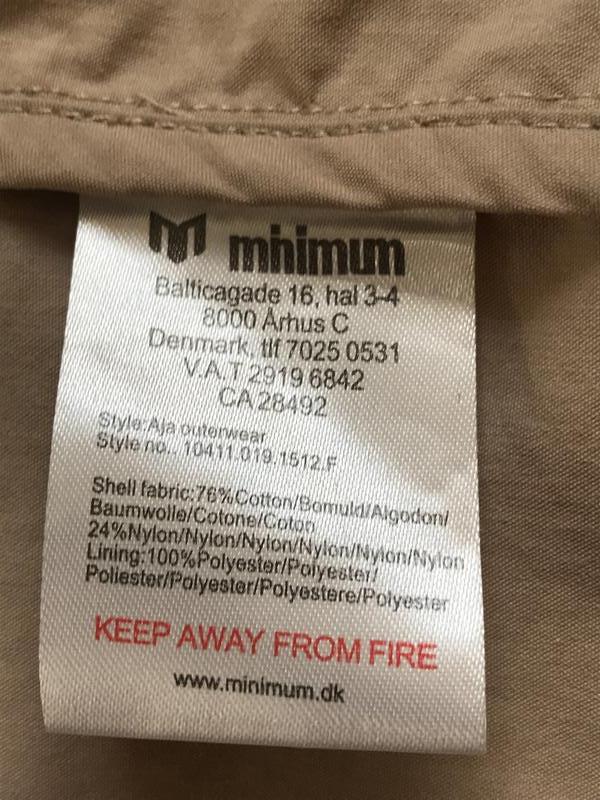 minimum
Balticagade 16, hal 3-4
8000 Århus C
Denmark, tlf 7025 0531
V.A.T 2919 6842
CA 28492
Style:Aja outerwear
Style no.: 10411.019.1512.F
Shell fabric:76%Cotton/Bomuld/Algodon/
Baumwolle/Cotone/Coton
24%Nylon/Nylon/Nylon/Nylon/Nylon/Nylon
Lining:100%Polyester/Polyester/
Poliester/Polyester/Polyestere/Polyester
KEEP AWAY FROM FIRE
www.minimum.dk